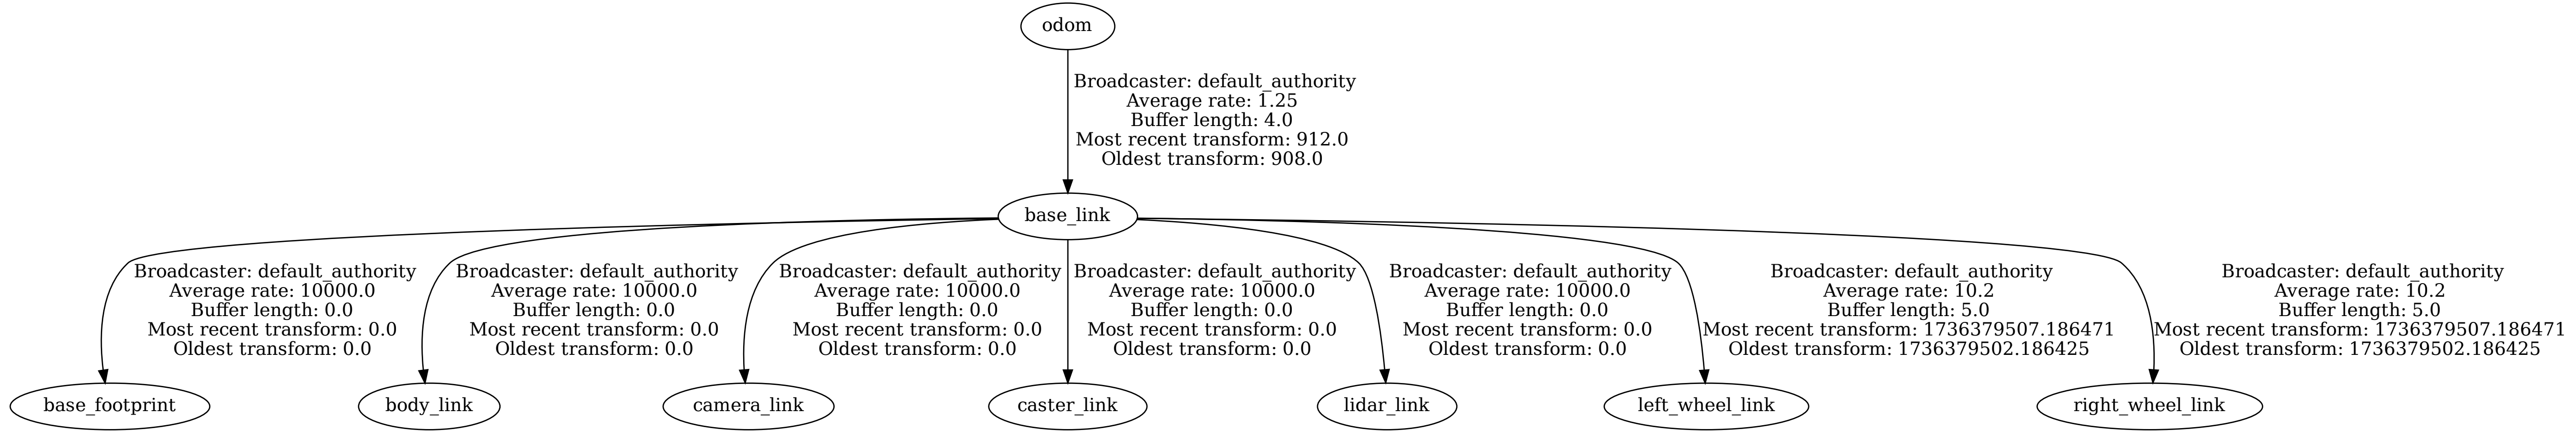 odom
Broadcaster: default_authority
Average rate: 1.25
Buffer length: 4.0
Most recent transform: 912.0
Oldest transform: 908.0
base_link
Broadcaster: default_authority
Average rate: 10000.0
Buffer length: 0.0
Most recent transform: 0.0
Oldest transform: 0.0
Broadcaster: default_authority
Average rate: 10000.0
Buffer length: 0.0
Most recent transform: 0.0
Oldest transform: 0.0
Broadcaster: default_authority
Average rate: 10000.0
Buffer length: 0.0
Most recent transform: 0.0
Oldest transform: 0.0
Broadcaster: default_authority
Average rate: 10000.0
Buffer length: 0.0
Most recent transform: 0.0
Oldest transform: 0.0
Broadcaster: default_authority
Average rate: 10000.0
Buffer length: 0.0
Most recent transform: 0.0
Oldest transform: 0.0
Broadcaster: default_authority
Average rate: 10.2
Buffer length: 5.0
Most recent transform: 1736379507.186471
Oldest transform: 1736379502.186425
Broadcaster: default_authority
Average rate: 10.2
Buffer length: 5.0
Most recent transform: 1736379507.186471
Oldest transform: 1736379502.186425
base_footprint
body_link
camera_link
caster_link
lidar_link
left_wheel_link
right_wheel_link